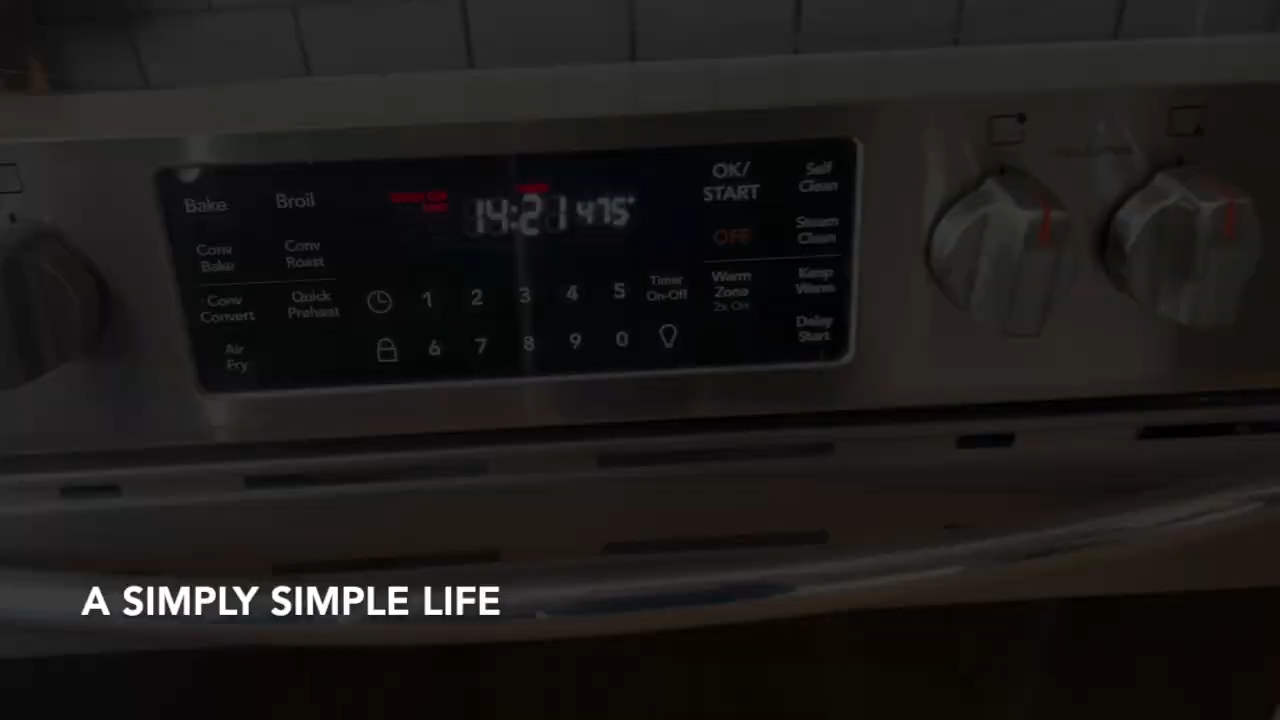 Bake
Broil
14:21 475°
OK/
START
Self
Clean
Conv
Bake
Conv
Roast
OFF
Steam
Clean
Conv
Convert
Quick
Preheat
1 2 3 4 5
Timer
On-Off
Warm
Zone
2x On
Keep
Warm
Air
Fry
6 7 8 9 0
Delay
Start
A SIMPLY SIMPLE LIFE